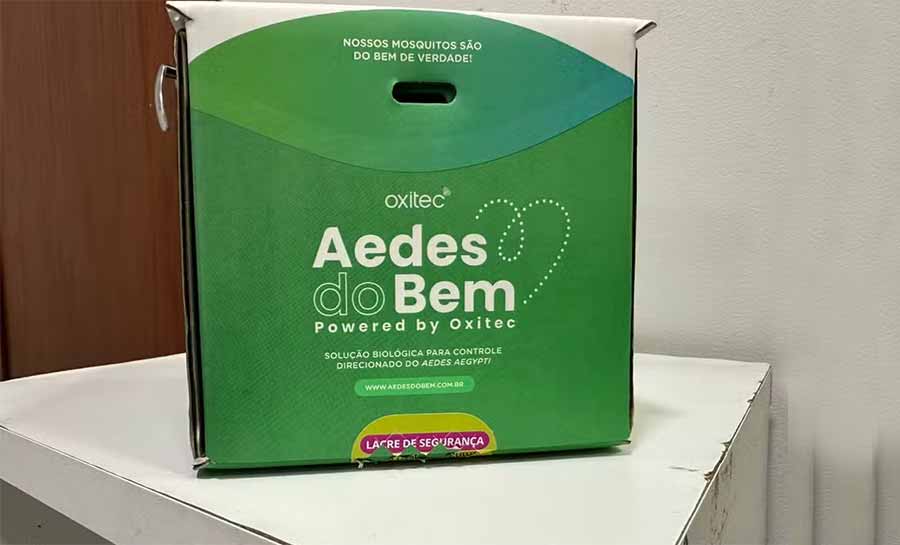 NOSSOS MOSQUITOS SÃO
DO BEM DE VERDADE!
oxitec®
Aedes
do Bem
Powered by Oxitec
SOLUÇÃO BIOLÓGICA PARA CONTROLE
DIRECIONADO DO AEDES AEGYPTI
WWW.AEDESDOBEM.COM.BR
LACRE DE SEGURANÇA